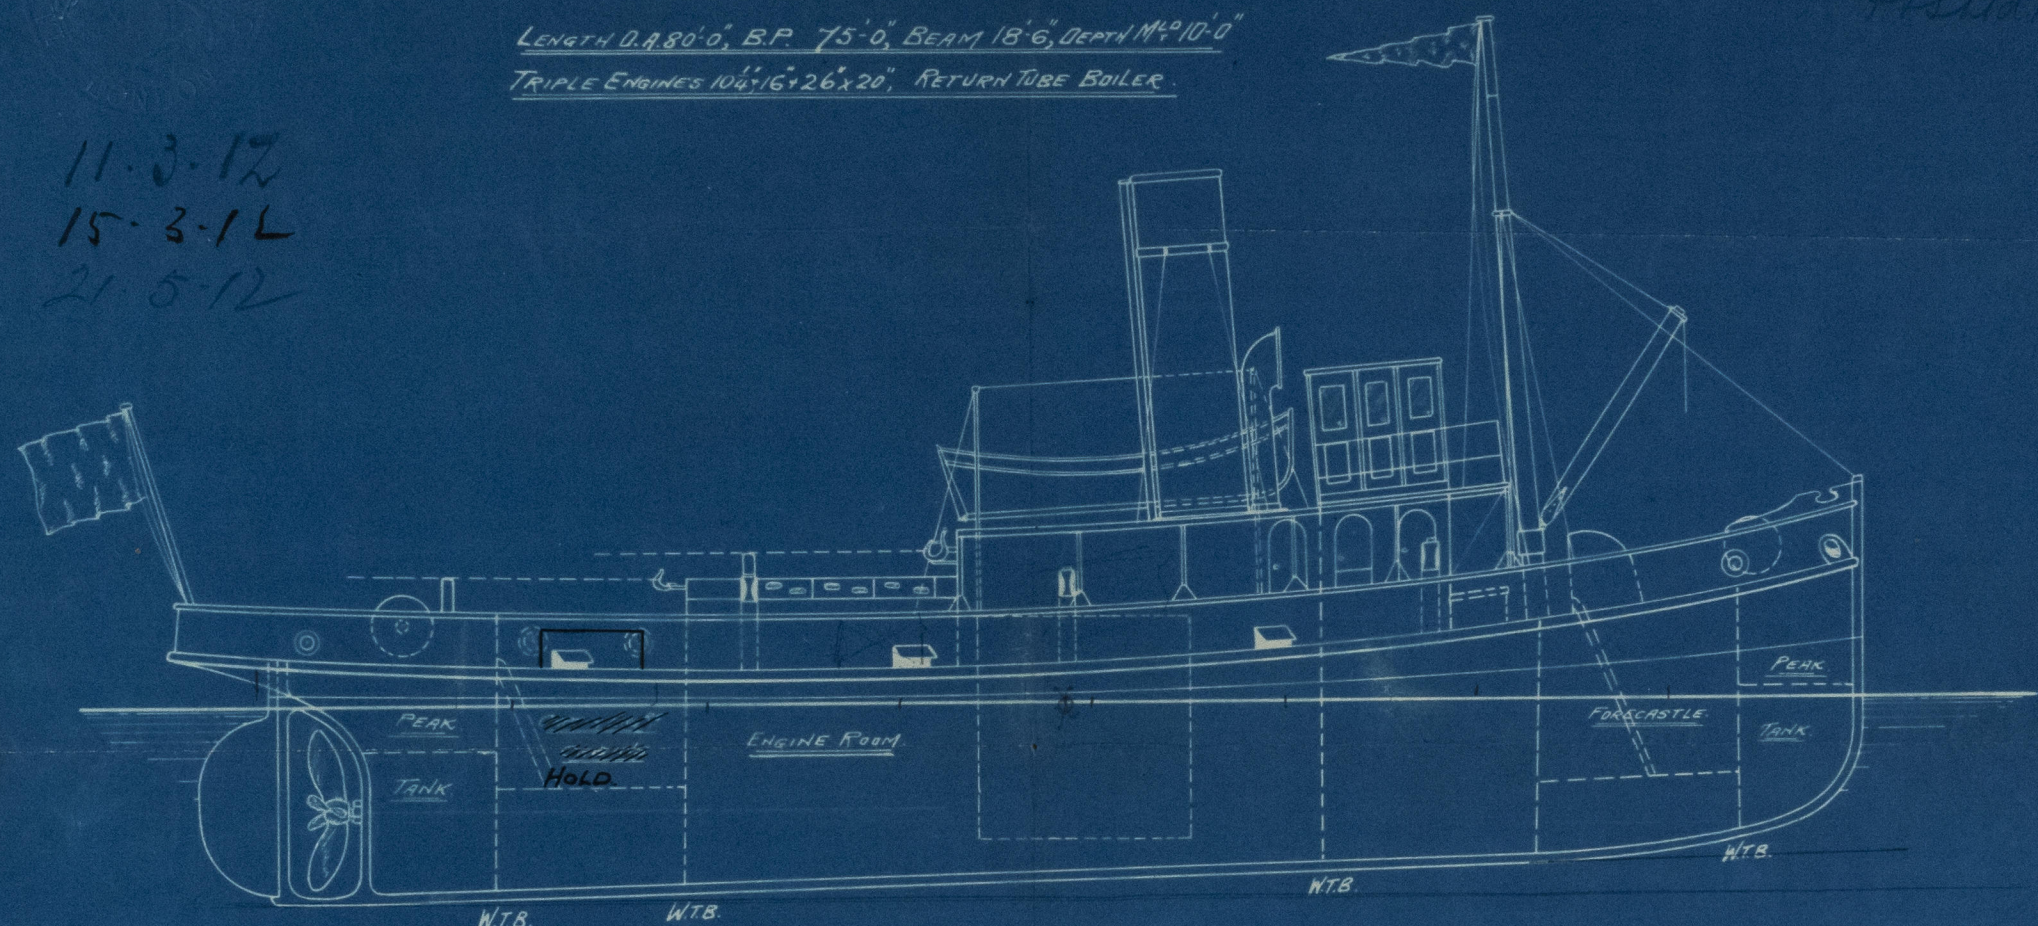 LENGTH O.A. 80'-0", B.P. 75'-0", BEAM 18'-6", DEPTH MLD 10'-0"
TRIPLE ENGINES 10¼"+16"+26"x20", RETURN TUBE BOILER.
11-3-12
15-3-12
21-5-12
PEAK
TANK
HOLD
ENGINE ROOM.
FORECASTLE.
PEAK
TANK.
W.T.B.
W.T.B.
W.T.B.
W.T.B.